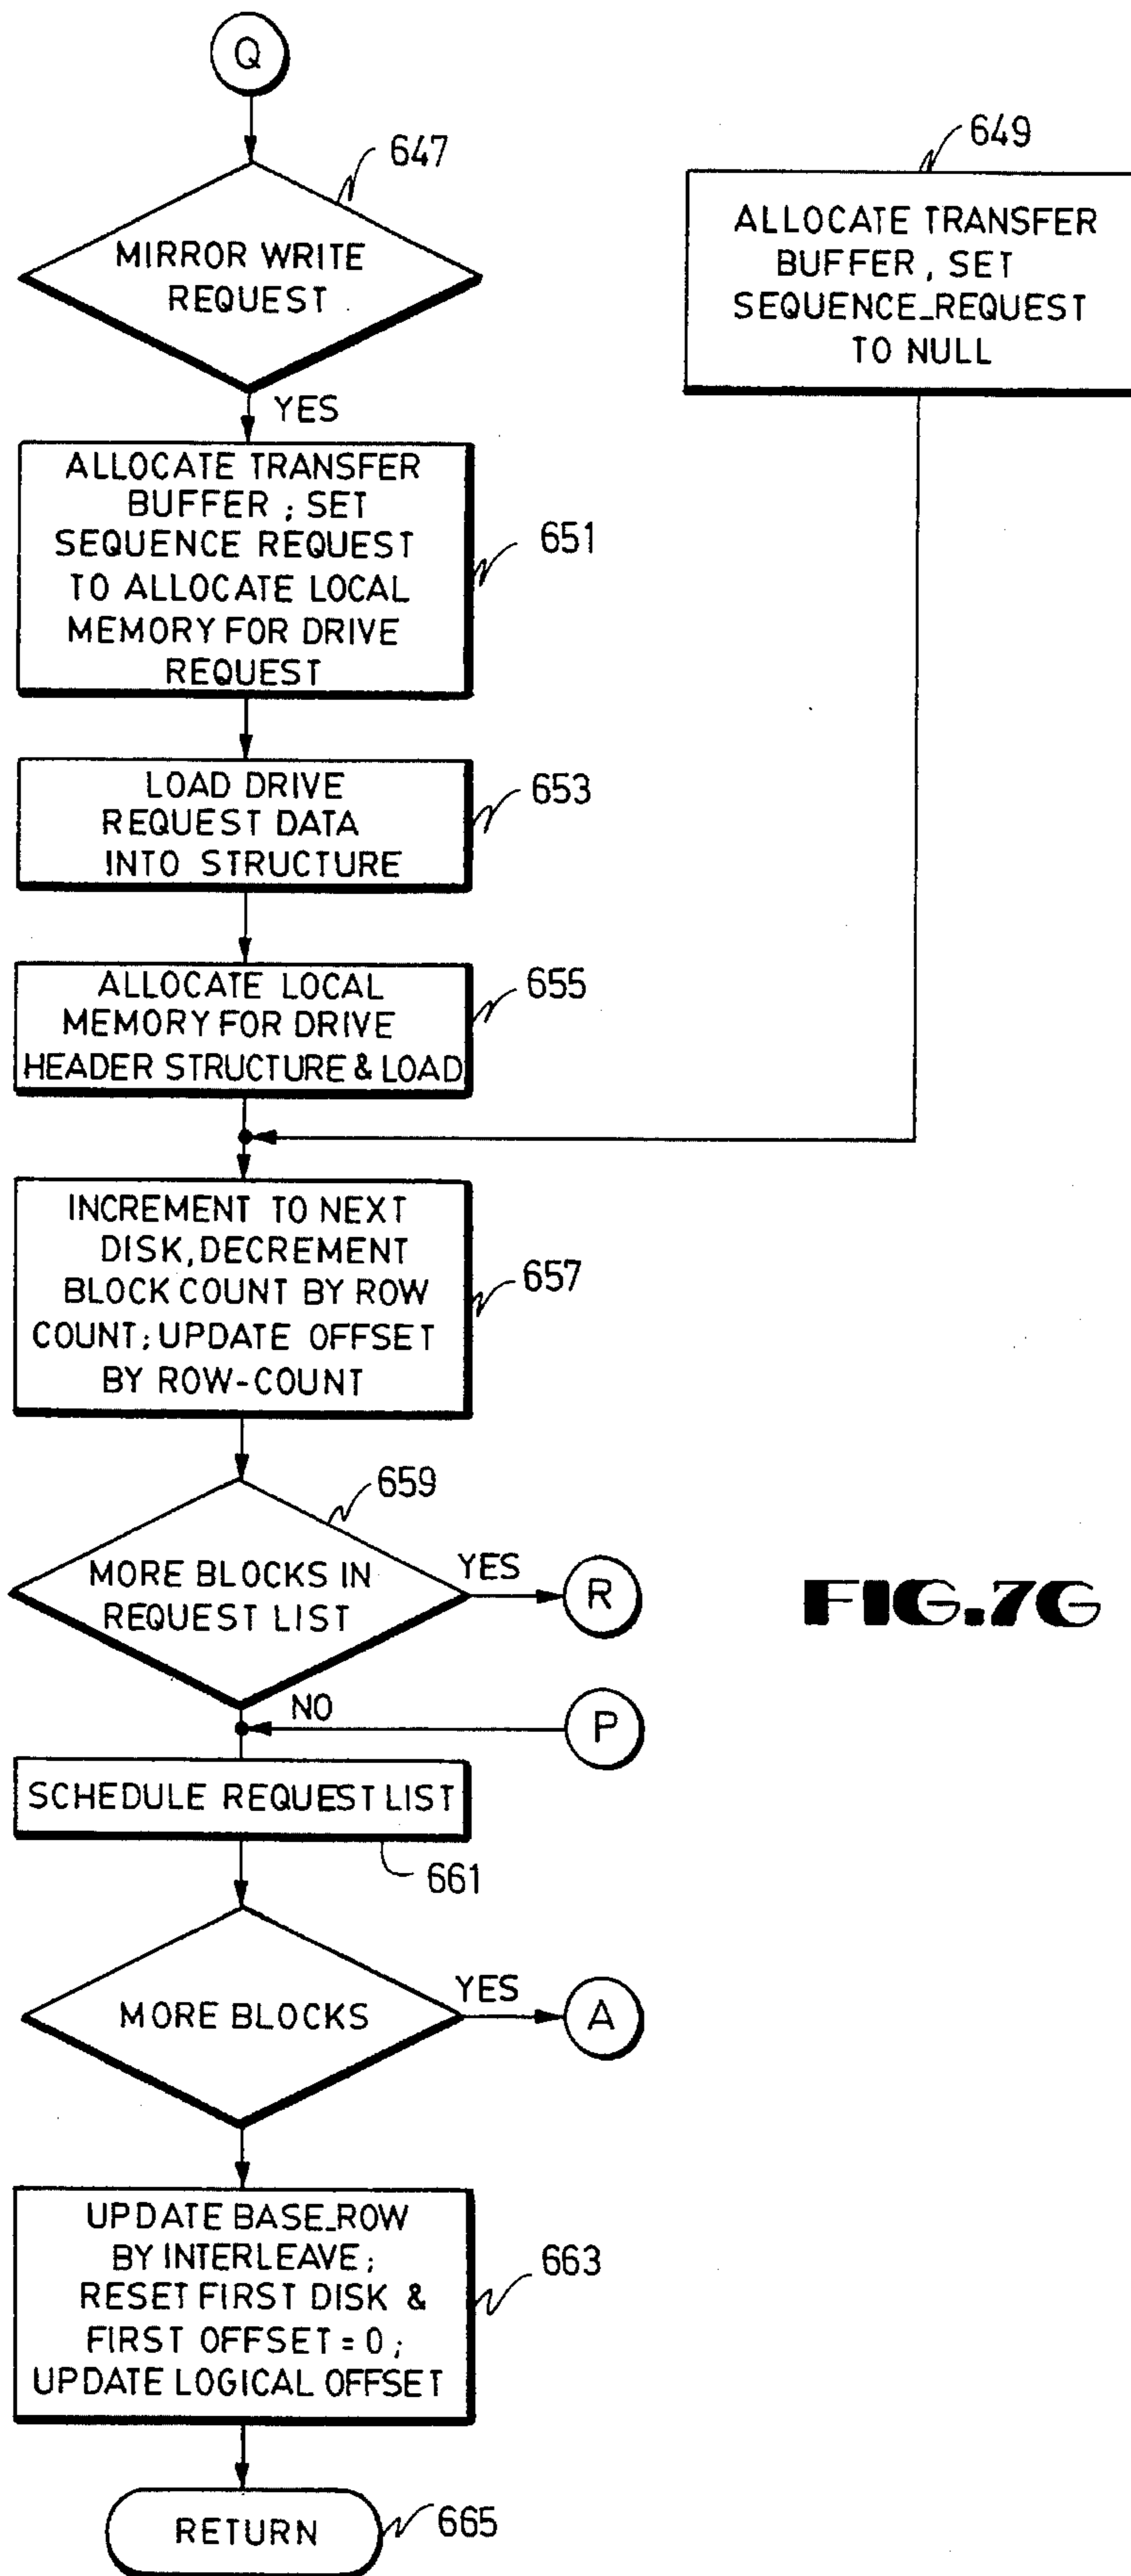 Q
647
MIRROR WRITE
REQUEST
YES
649
ALLOCATE TRANSFER
BUFFER, SET
SEQUENCE_REQUEST
TO NULL
ALLOCATE TRANSFER
BUFFER ; SET
SEQUENCE REQUEST
TO ALLOCATE LOCAL
MEMORY FOR DRIVE
REQUEST
651
LOAD DRIVE
REQUEST DATA
INTO STRUCTURE
653
ALLOCATE LOCAL
MEMORY FOR DRIVE
HEADER STRUCTURE & LOAD
655
INCREMENT TO NEXT
DISK, DECREMENT
BLOCK COUNT BY ROW
COUNT; UPDATE OFFSET
BY ROW-COUNT
657
659
MORE BLOCKS IN
REQUEST LIST
YES
R
NO
P
SCHEDULE REQUEST LIST
661
MORE BLOCKS
YES
A
UPDATE BASE_ROW
BY INTERLEAVE;
RESET FIRST DISK &
FIRST OFFSET = 0 ;
UPDATE LOGICAL OFFSET
663
RETURN
665
FIG.7G